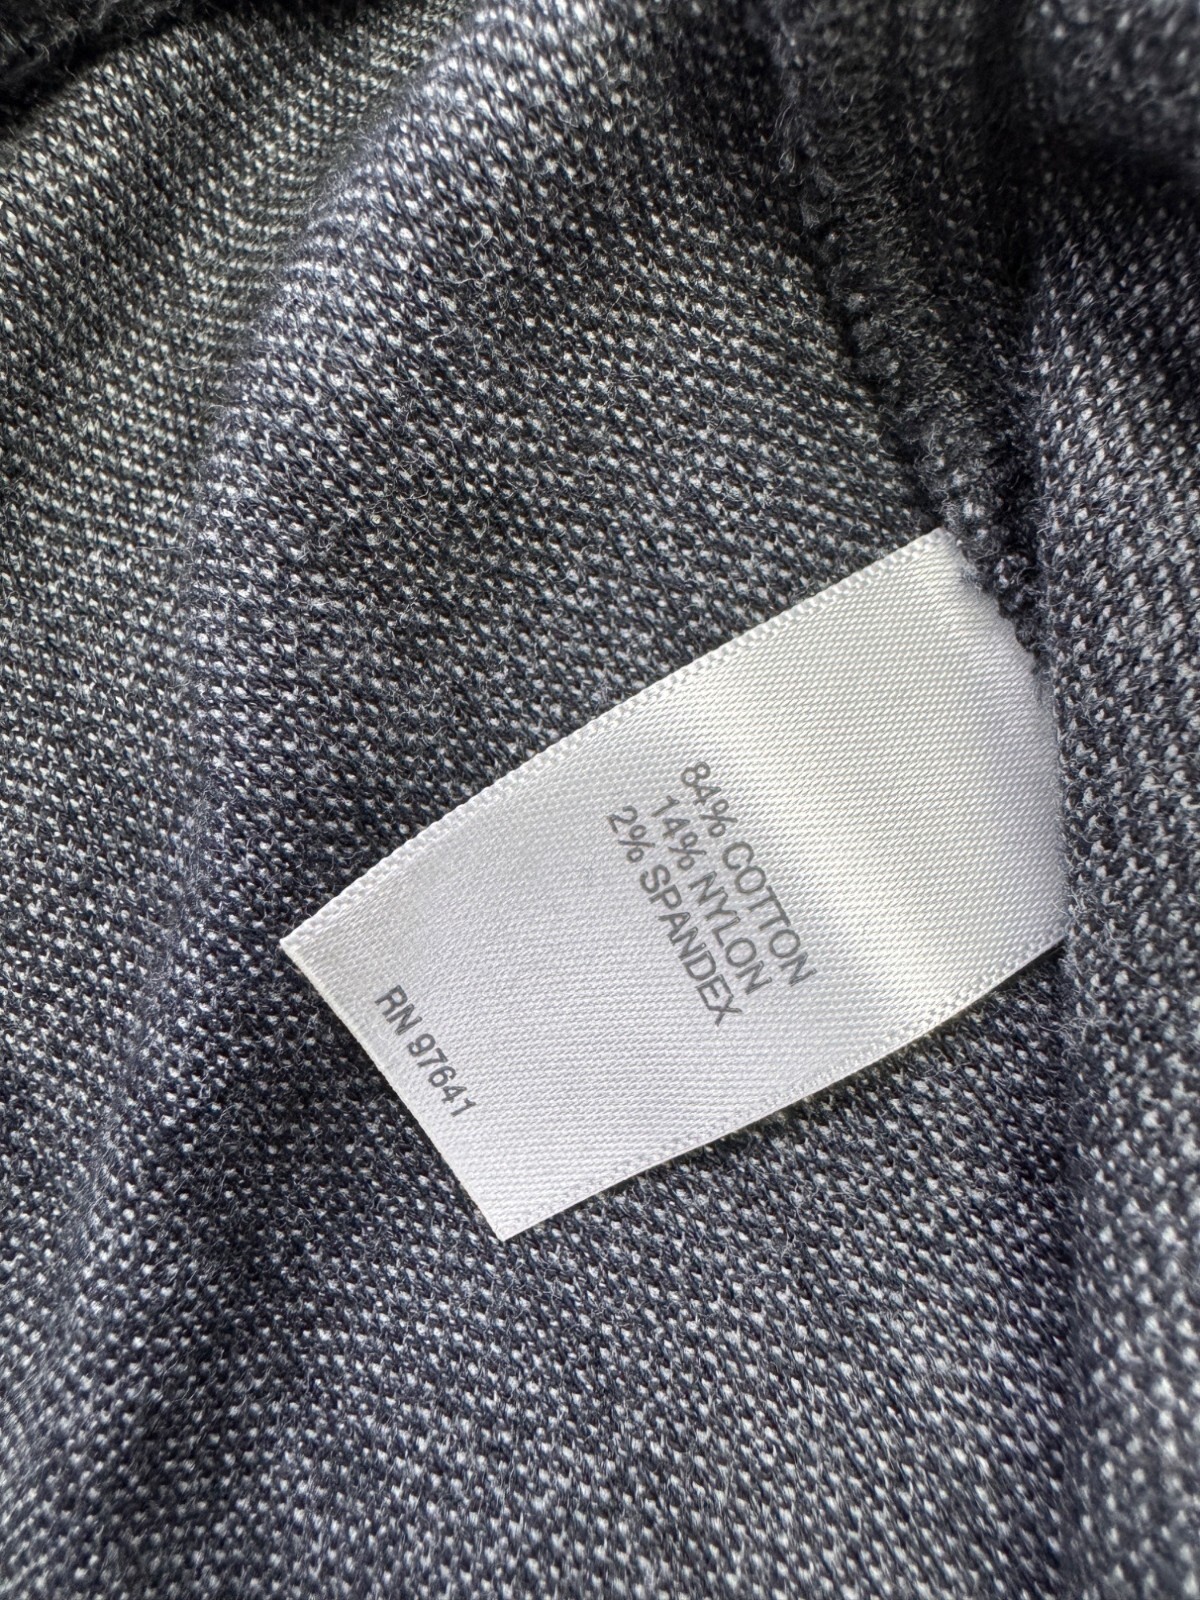 84% COTTON
14% NYLON
2% SPANDEX
RN 97641